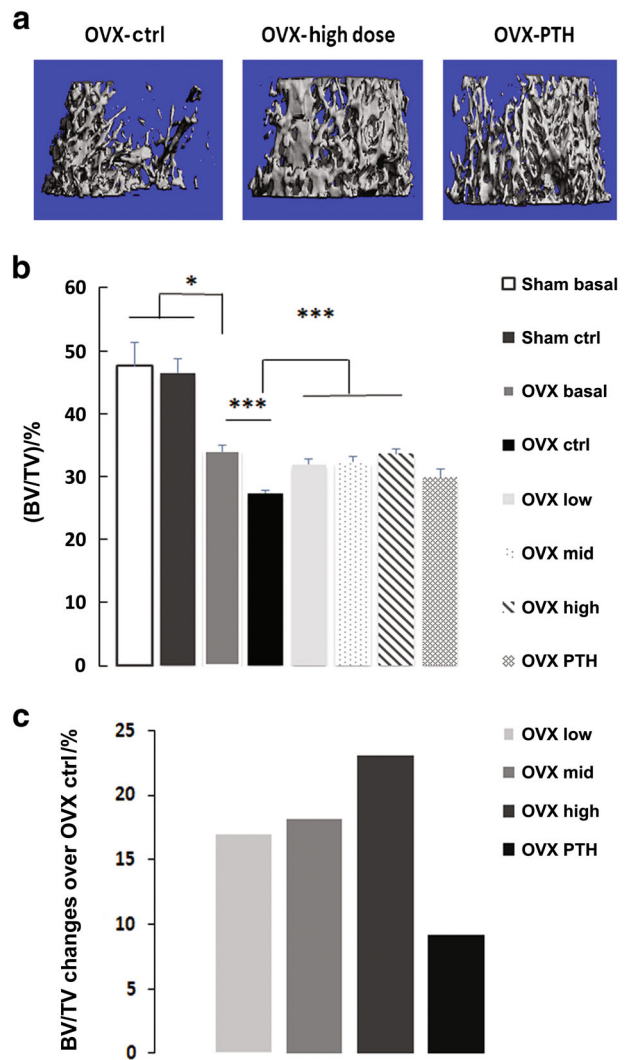 a
OVX-ctrl
OVX-high dose
OVX-PTH
b
(BV/TV)/%
60
50
40
30
20
10
0
*
***
***
Sham basal
Sham ctrl
OVX basal
OVX ctrl
OVX low
OVX mid
OVX high
OVX PTH
c
BV/TV changes over OVX ctrl/%
25
20
15
10
5
0
OVX low
OVX mid
OVX high
OVX PTH